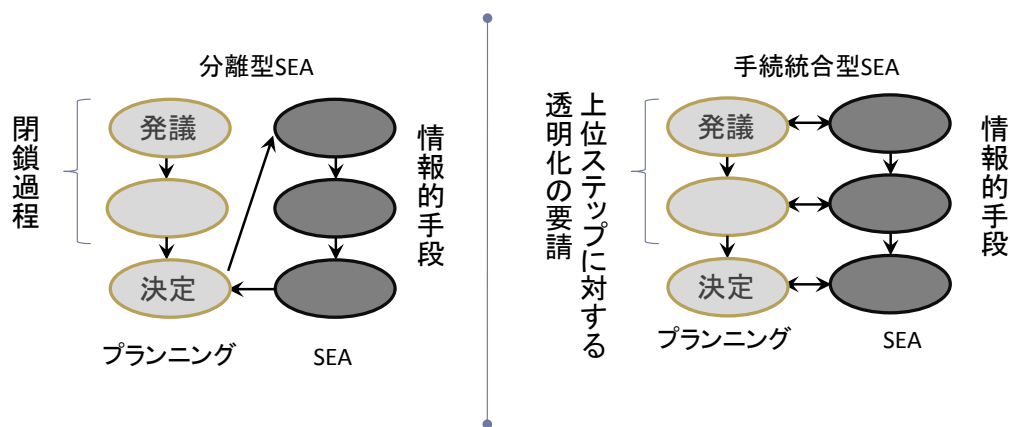 分離型SEA
閉鎖過程
発議
決定
情報的手段
プランニング
SEA
手続統合型SEA
上位ステップに対する
透明化の要請
発議
決定
情報的手段
プランニング
SEA